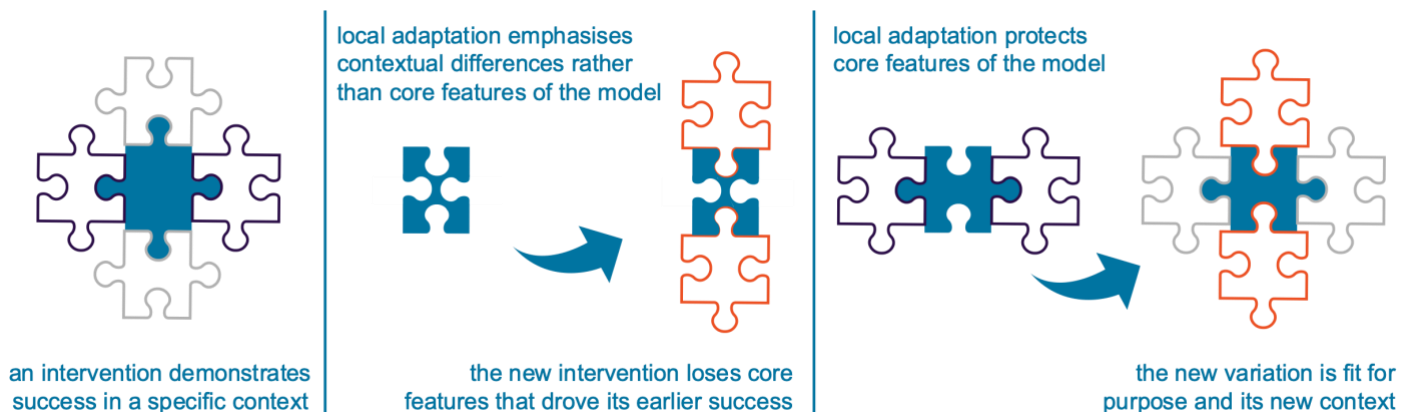 an intervention demonstrates
success in a specific context
local adaptation emphasises
contextual differences rather
than core features of the model
the new intervention loses core
features that drove its earlier success
local adaptation protects
core features of the model
the new variation is fit for
purpose and its new context